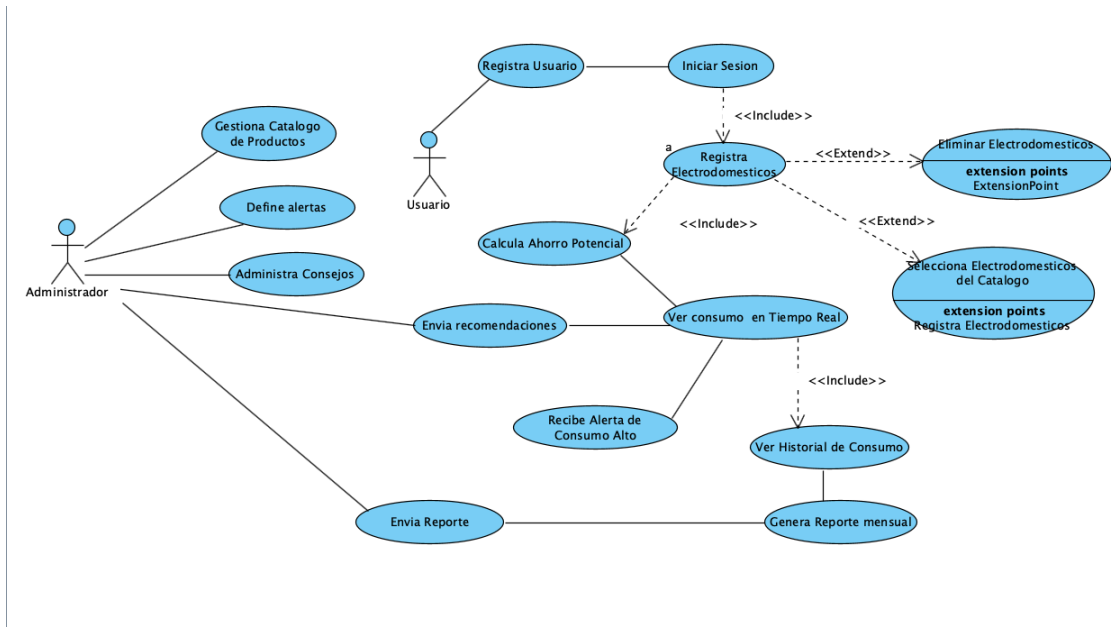 Registra Usuario
Iniciar Sesion
<<Include>>
Gestiona Catalogo
de Productos
a
Registra
Electrodomesticos
<<Extend>>
Eliminar Electrodomesticos
extension points
ExtensionPoint
Usuario
Define alertas
<<Include>>
<<Extend>>
Calcula Ahorro Potencial
Selecciona Electrodomesticos
del Catalogo
extension points
Registra Electrodomesticos
Administra Consejos
Administrador
Envia recomendaciones
Ver consumo en Tiempo Real
<<Include>>
Recibe Alerta de
Consumo Alto
Ver Historial de Consumo
Envia Reporte
Genera Reporte mensual